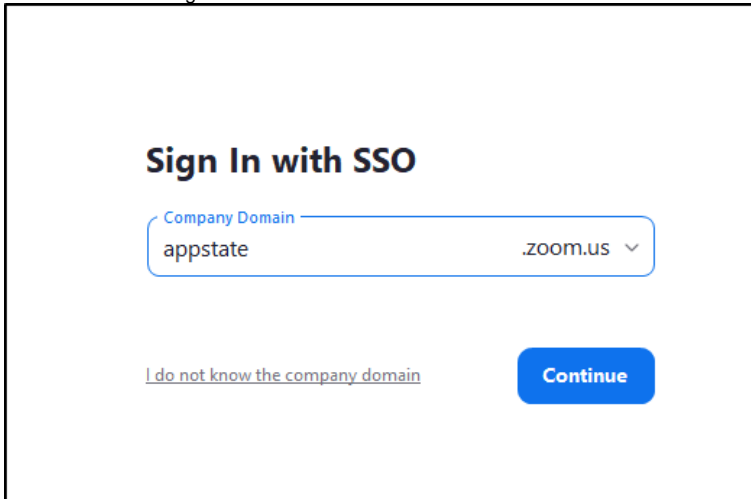 Sign In with SSO
Company Domain
appstate .zoom.us
I do not know the company domain Continue